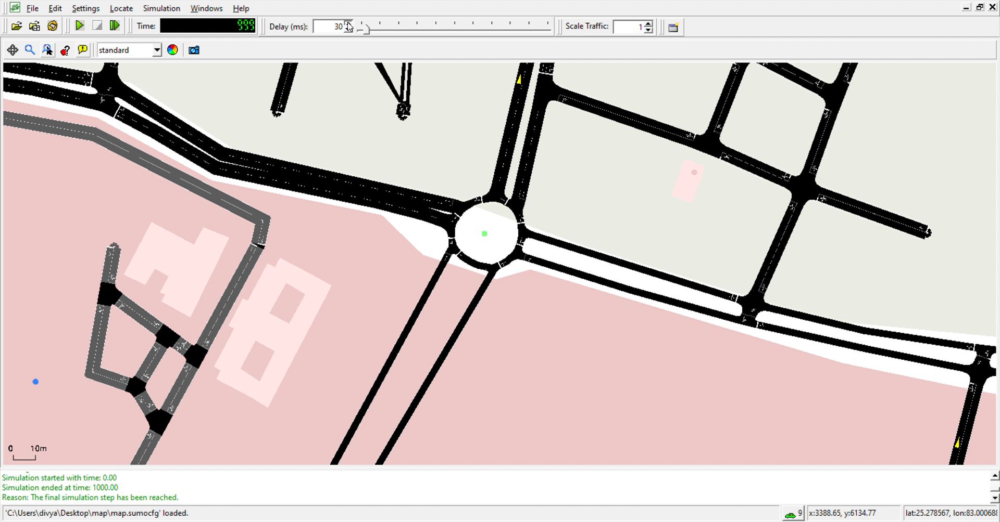 File Edit Settings Locate Simulation Windows Help
Time: 999 Delay (ms): 30 Scale Traffic: 1
standard
0 10m
Simulation started with time: 0.00
Simulation ended at time: 1000.00
Reason: The final simulation step has been reached.
'C:\Users\divya\Desktop\map\map.sumocfg' loaded.
9
x:3388.65, y:6134.77
lat:25.278567, lon:83.000688